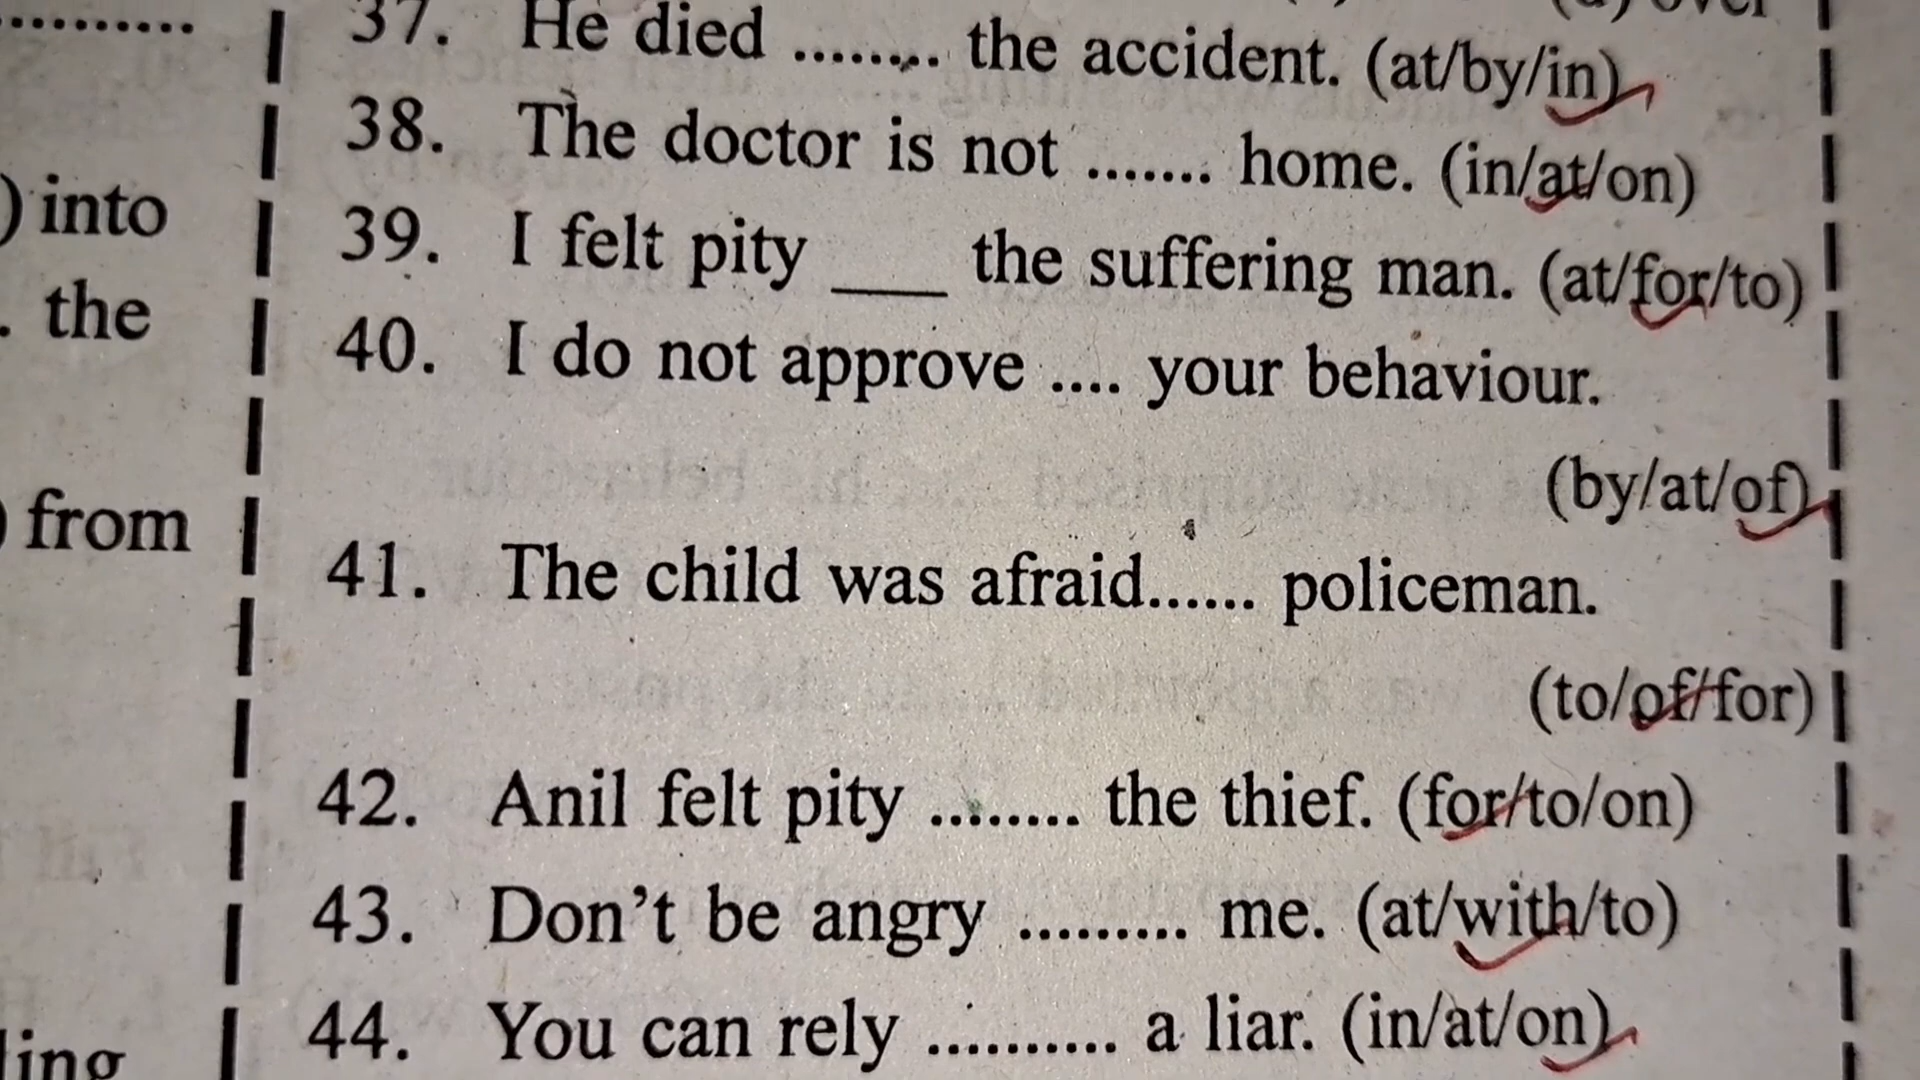 ) into
. the
) from
ling
37. He died ........ the accident. (at/by/in)
38. The doctor is not ....... home. (in/at/on)
39. I felt pity ___ the suffering man. (at/for/to)
40. I do not approve .... your behaviour.
(by/at/of)
41. The child was afraid...... policeman.
(to/of/for)
42. Anil felt pity ........ the thief. (for/to/on)
43. Don't be angry ......... me. (at/with/to)
44. You can rely .......... a liar. (in/at/on)